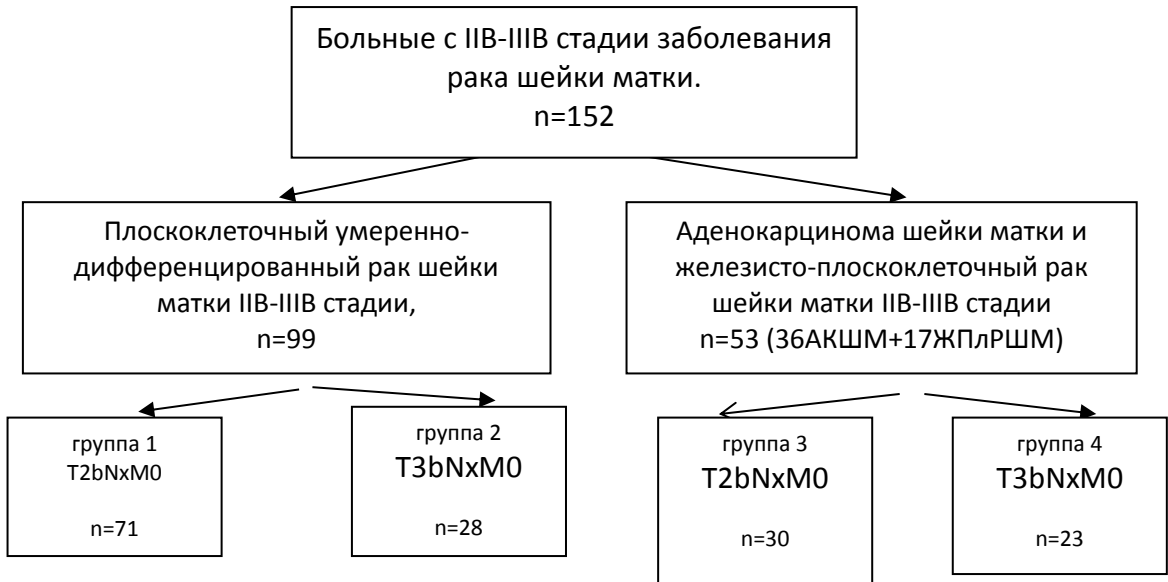 Больные с IIB-IIIB стадии заболевания
рака шейки матки.
n=152
Плоскоклеточный умеренно-
дифференцированный рак шейки
матки IIB-IIIB стадии,
n=99
Аденокарцинома шейки матки и
железисто-плоскоклеточный рак
шейки матки IIB-IIIB стадии
n=53 (36АКШМ+17ЖПлРШМ)
группа 1
T2bNxM0
n=71
группа 2
T3bNxM0
n=28
группа 3
T2bNxM0
n=30
группа 4
T3bNxM0
n=23